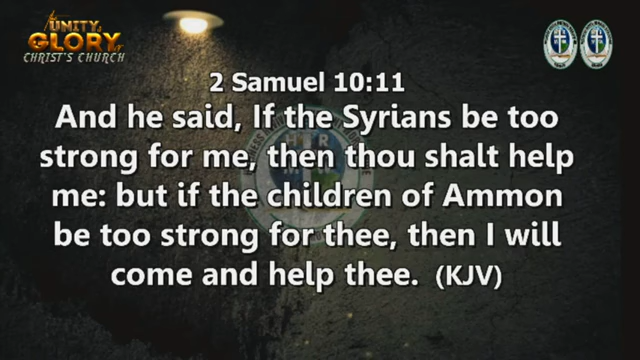 UNITY,
GLORY
CHRIST'S CHURCH
2 Samuel 10:11
And he said, If the Syrians be too
strong for me, then thou shalt help
me: but if the children of Ammon
be too strong for thee, then I will
come and help thee. (KJV)